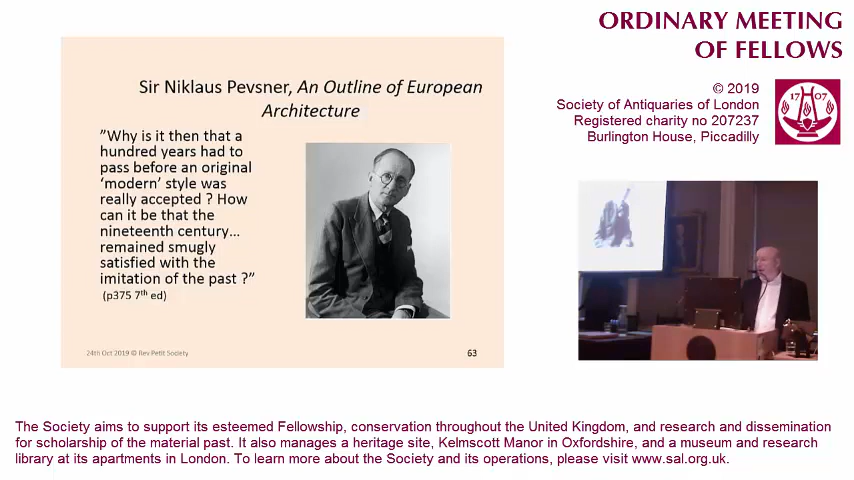 ORDINARY MEETING
OF FELLOWS
© 2019
Society of Antiquaries of London
Registered charity no 207237
Burlington House, Piccadilly
1707
Sir Niklaus Pevsner, An Outline of European
Architecture
”Why is it then that a
hundred years had to
pass before an original
‘modern’ style was
really accepted ? How
can it be that the
nineteenth century…
remained smugly
satisfied with the
imitation of the past ?”
(p375 7th ed)
24th Oct 2019 © Rev Petit Society
63
The Society aims to support its esteemed Fellowship, conservation throughout the United Kingdom, and research and dissemination
for scholarship of the material past. It also manages a heritage site, Kelmscott Manor in Oxfordshire, and a museum and research
library at its apartments in London. To learn more about the Society and its operations, please visit www.sal.org.uk.